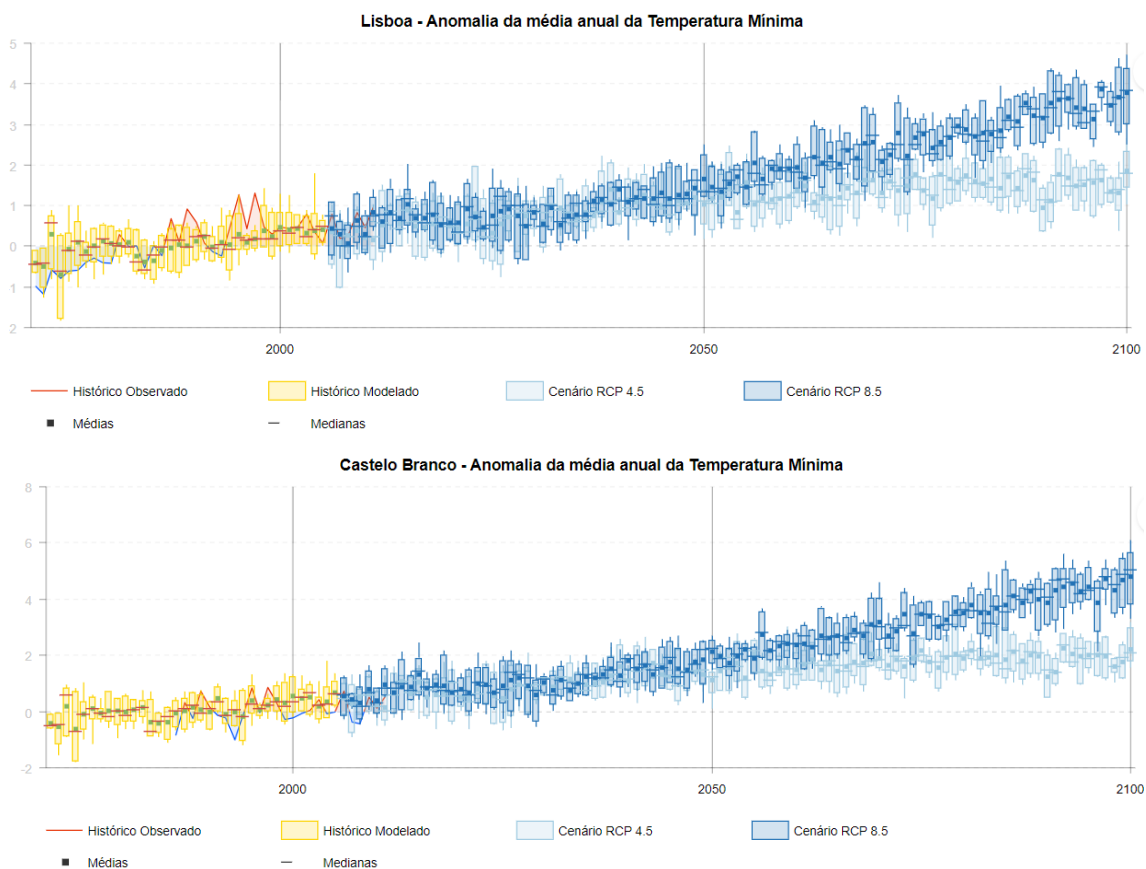 Lisboa - Anomalia da média anual da Temperatura Mínima
5
4
3
2
1
0
1
2
2000 2050 2100
Histórico Observado Histórico Modelado Cenário RCP 4.5 Cenário RCP 8.5
Médias Medianas
Castelo Branco - Anomalia da média anual da Temperatura Mínima
8
6
4
2
0
-2
2000 2050 2100
Histórico Observado Histórico Modelado Cenário RCP 4.5 Cenário RCP 8.5
Médias Medianas